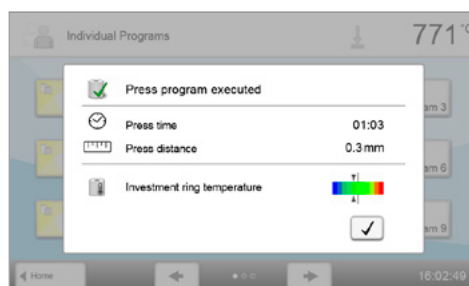 Individual Programs
771 °C
Press program executed
Press time 01:03
Press distance 0.3 mm
Investment ring temperature
am 3
am 6
am 9
Home
16:02:49